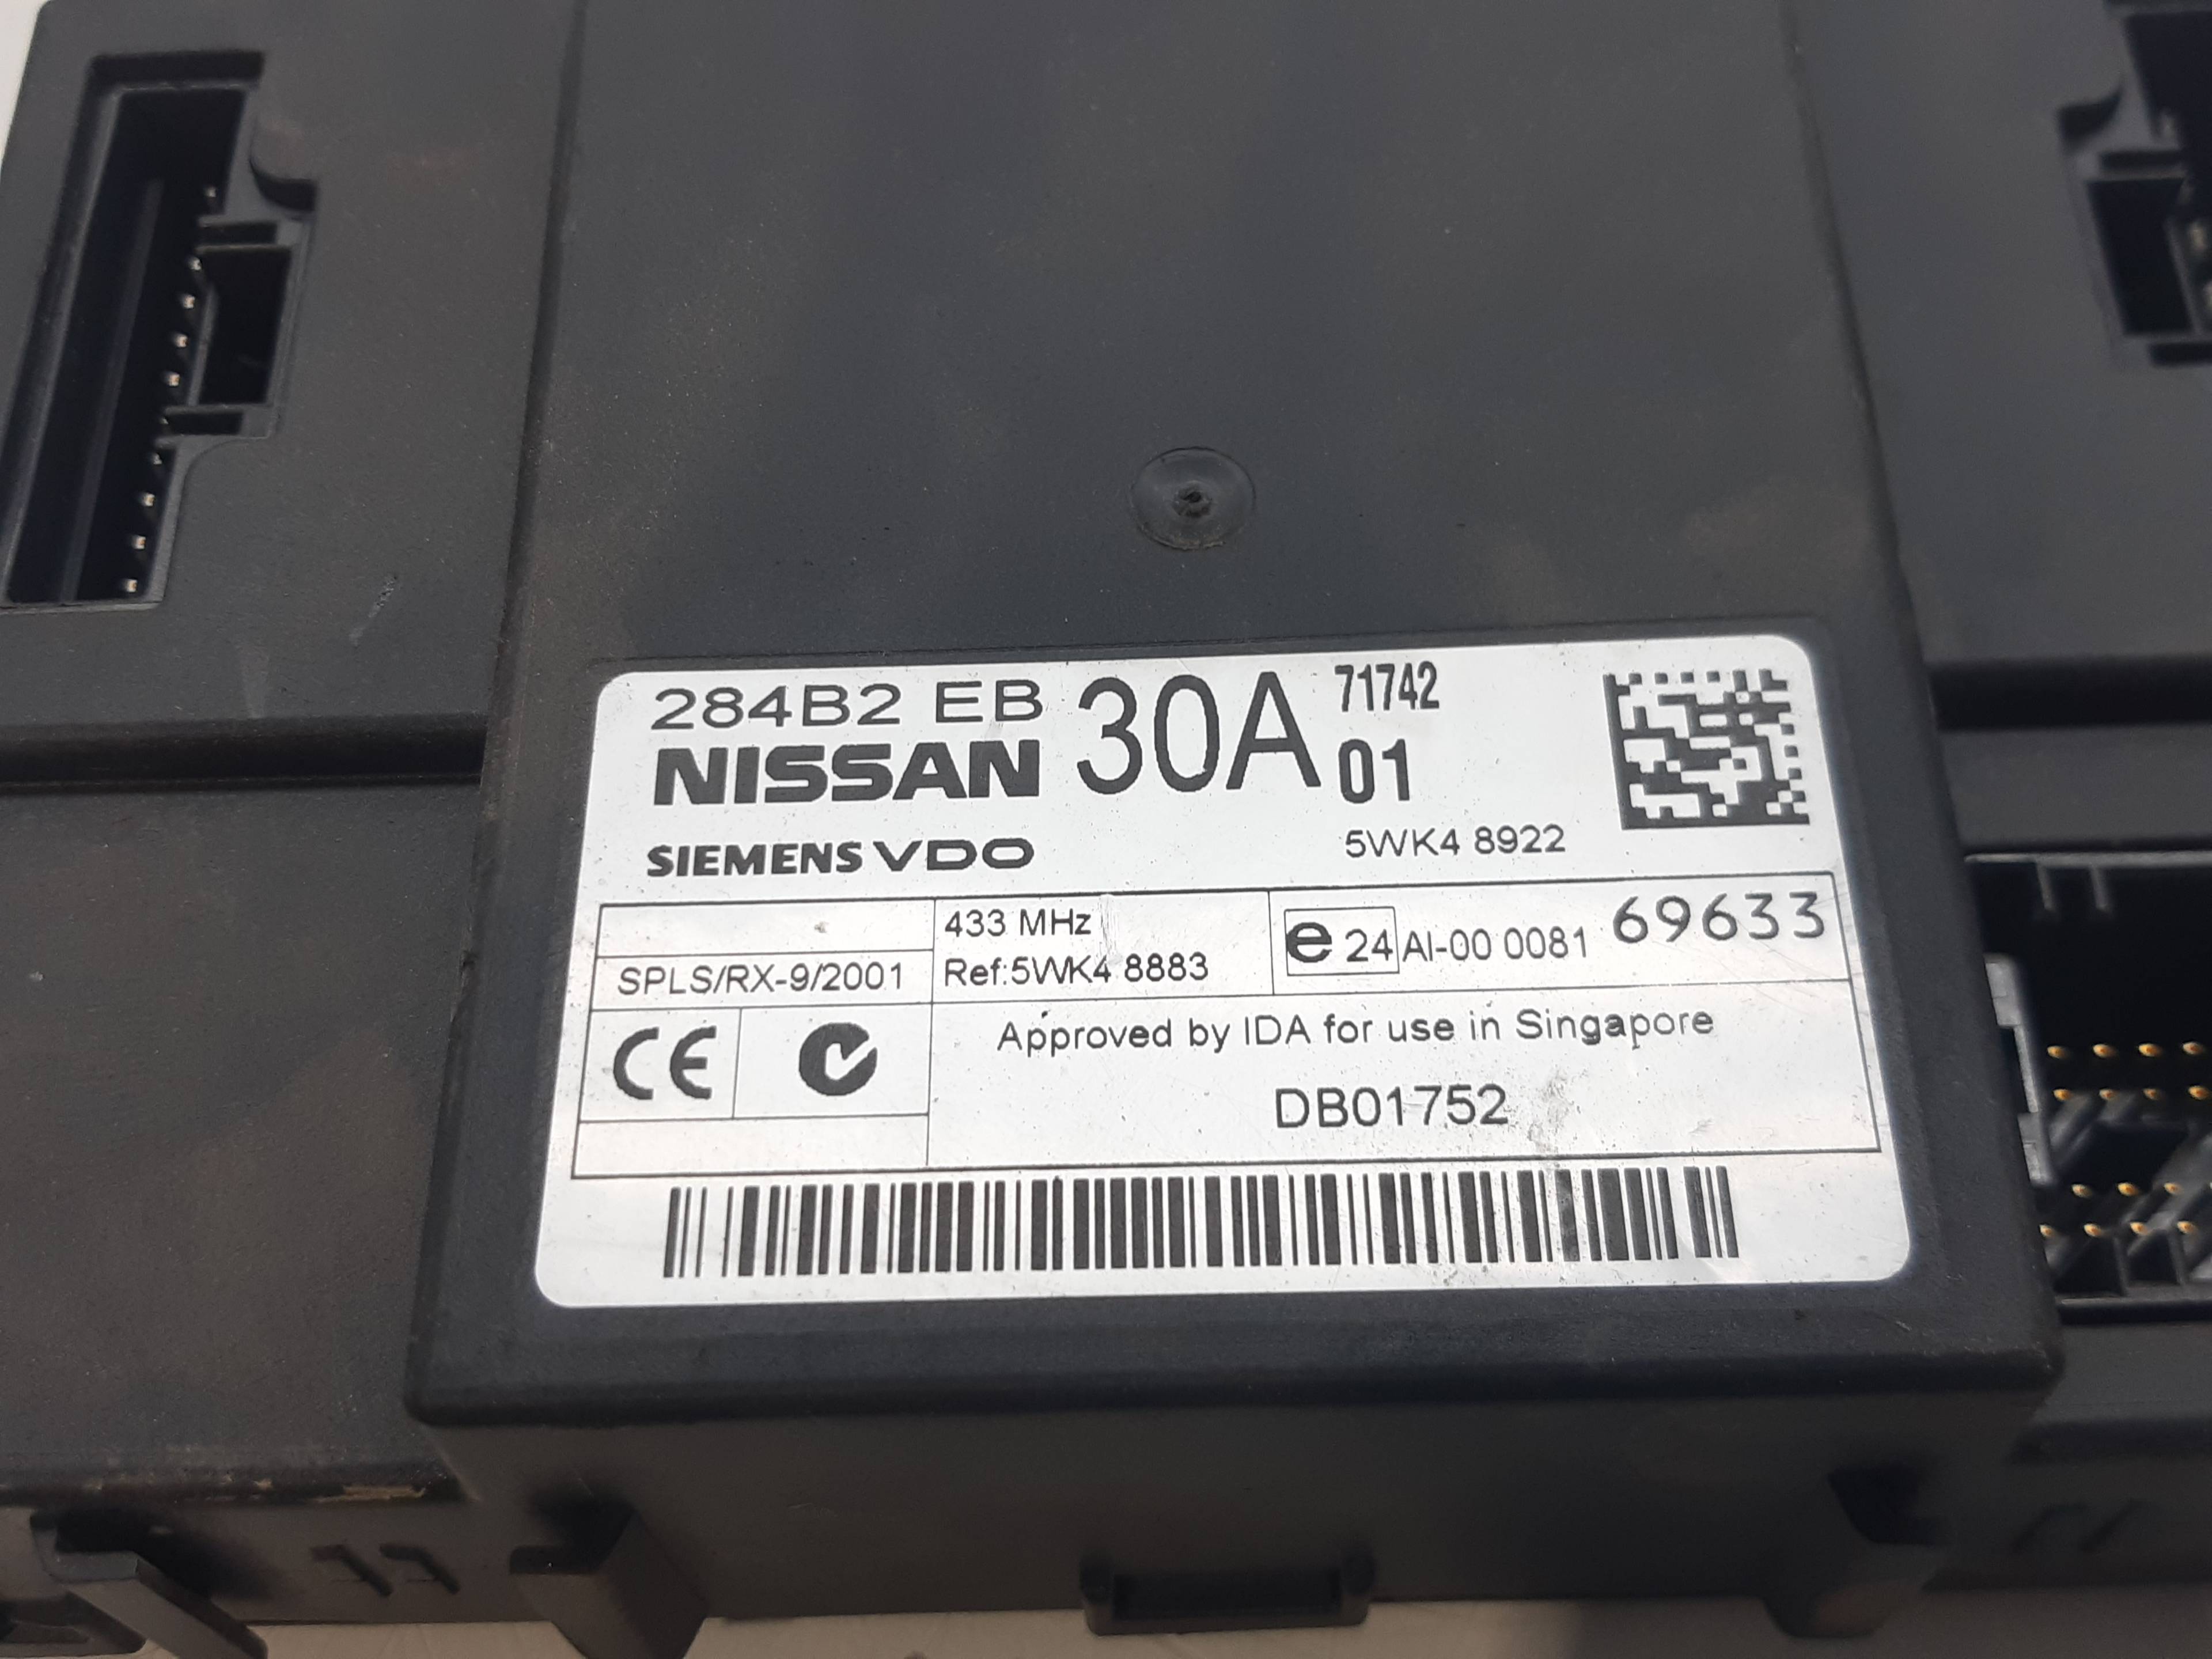 284B2 EB 30A 71742
NISSAN 01
SIEMENS VDO 5WK4 8922
433 MHz e 24 AI-00 0081 69633
SPLS/RX-9/2001 Ref:5WK4 8883
CE Approved by IDA for use in Singapore
DB01752